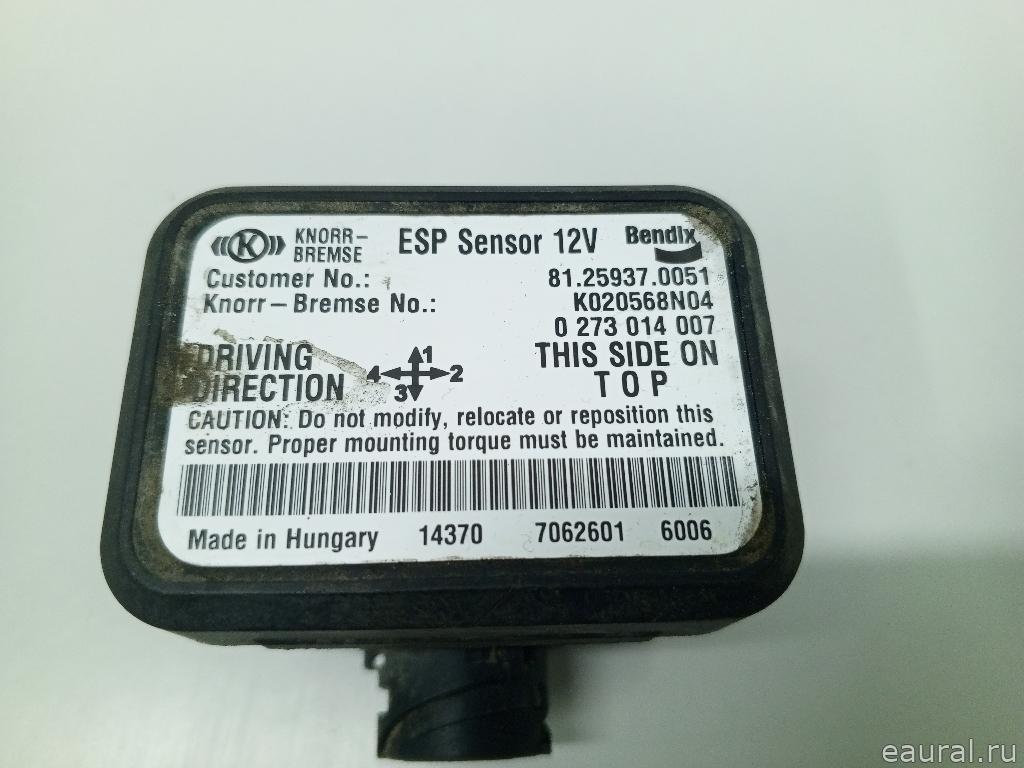 K KNORR-BREMSE ESP Sensor 12V Bendix
Customer No.: 81.25937.0051
Knorr-Bremse No.: K020568N04
0 273 014 007
DRIVING DIRECTION 1 2 3 4
THIS SIDE ON
TOP
CAUTION: Do not modify, relocate or reposition this
sensor. Proper mounting torque must be maintained.
Made in Hungary 14370 7062601 6006
eaural.ru